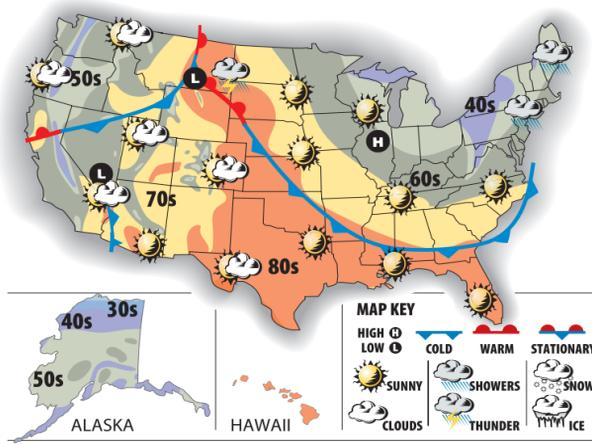 50s
L
40s
H
L
60s
70s
80s
30s
40s
50s
ALASKA
HAWAII
MAP KEY
HIGH H
LOW L
COLD
WARM
STATIONARY
SUNNY
SHOWERS
SNOW
CLOUDS
THUNDER
ICE